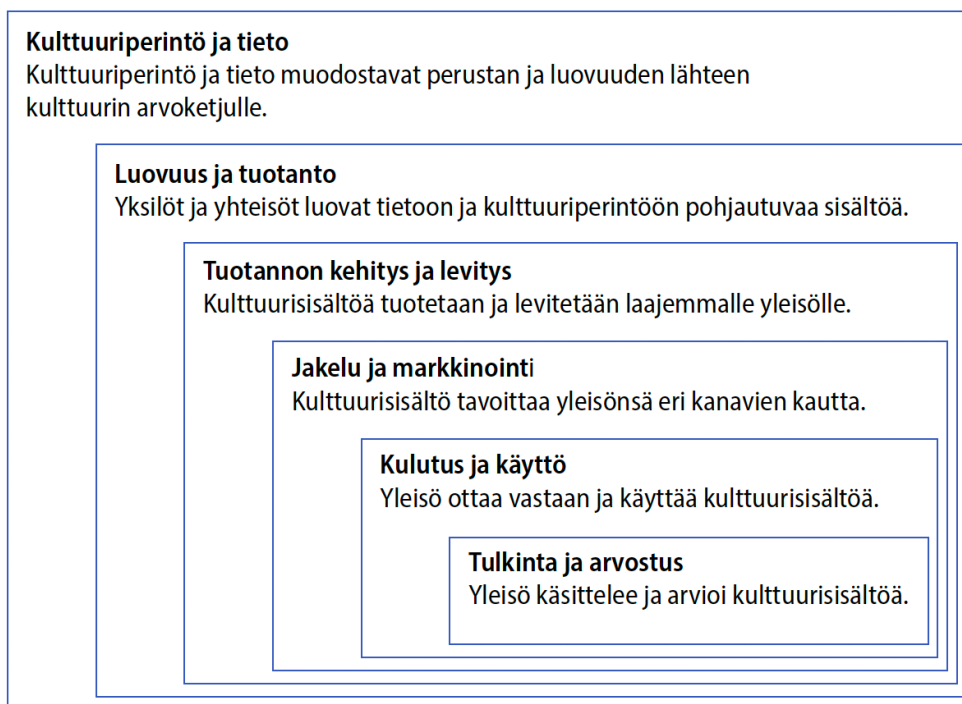 Kulttuuriperintö ja tieto
Kulttuuriperintö ja tieto muodostavat perustan ja luovuuden lähteen
kulttuurin arvoketjulle.
Luovuus ja tuotanto
Yksilöt ja yhteisöt luovat tietoon ja kulttuuriperintöön pohjautuvaa sisältöä.
Tuotannon kehitys ja levitys
Kulttuurisisältöä tuotetaan ja levitetään laajemmalle yleisölle.
Jakelu ja markkinointi
Kulttuurisisältö tavoittaa yleisönsä eri kanavien kautta.
Kulutus ja käyttö
Yleisö ottaa vastaan ja käyttää kulttuurisisältöä.
Tulkinta ja arvostus
Yleisö käsittelee ja arvioi kulttuurisisältöä.